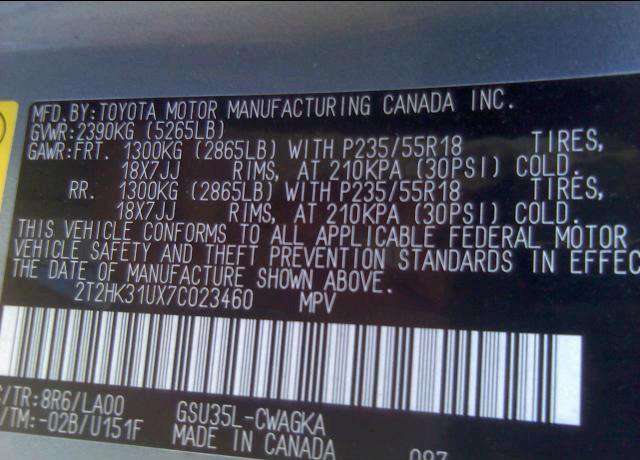 MFD.BY:TOYOTA MOTOR MANUFACTURING CANADA INC.
GVWR:2390KG (5265LB)
GAWR:FRT. 1300KG (2865LB) WITH P235/55R18 TIRES,
18X7JJ RIMS, AT 210KPA (30PSI) COLD.
RR. 1300KG (2865LB) WITH P235/55R18 TIRES,
18X7JJ RIMS, AT 210KPA (30PSI) COLD.
THIS VEHICLE CONFORMS TO ALL APPLICABLE FEDERAL MOTOR
VEHICLE SAFETY AND THEFT PREVENTION STANDARDS IN EFFEC
THE DATE OF MANUFACTURE SHOWN ABOVE.
2T2HK31UX7C023460 MPV
C/TR:8R6/LA00
/TM:-02B/U151F GSU35L-CWAGKA
MADE IN CANADA